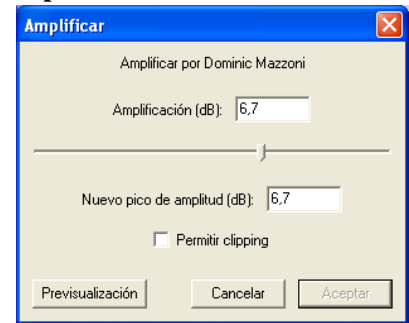 Amplificar
Amplificar por Dominic Mazzoni
Amplificación (dB): 6,7
Nuevo pico de amplitud (dB): 6,7
Permitir clipping
Previsualización Cancelar Aceptar